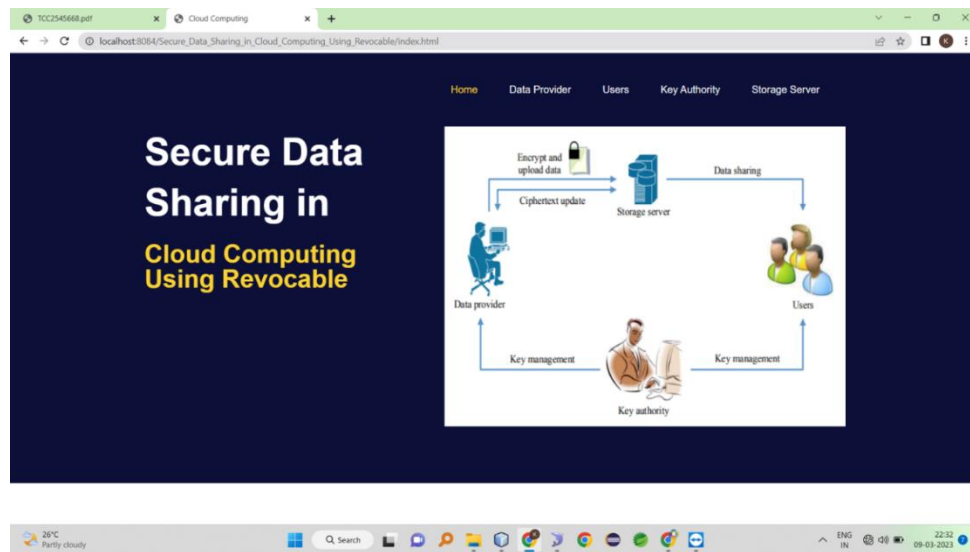 TCC2545668.pdf
Cloud Computing
localhost:8084/Secure_Data_Sharing_in_Cloud_Computing_Using_Revocable/index.html
K
Home Data Provider Users Key Authority Storage Server
Secure Data
Sharing in
Cloud Computing
Using Revocable
Encrypt and
upload data
Data sharing
Ciphertext update
Storage server
Data provider
Users
Key management
Key management
Key authority
26°C
Partly cloudy
Search
ENG
IN
22:32
09-03-2023